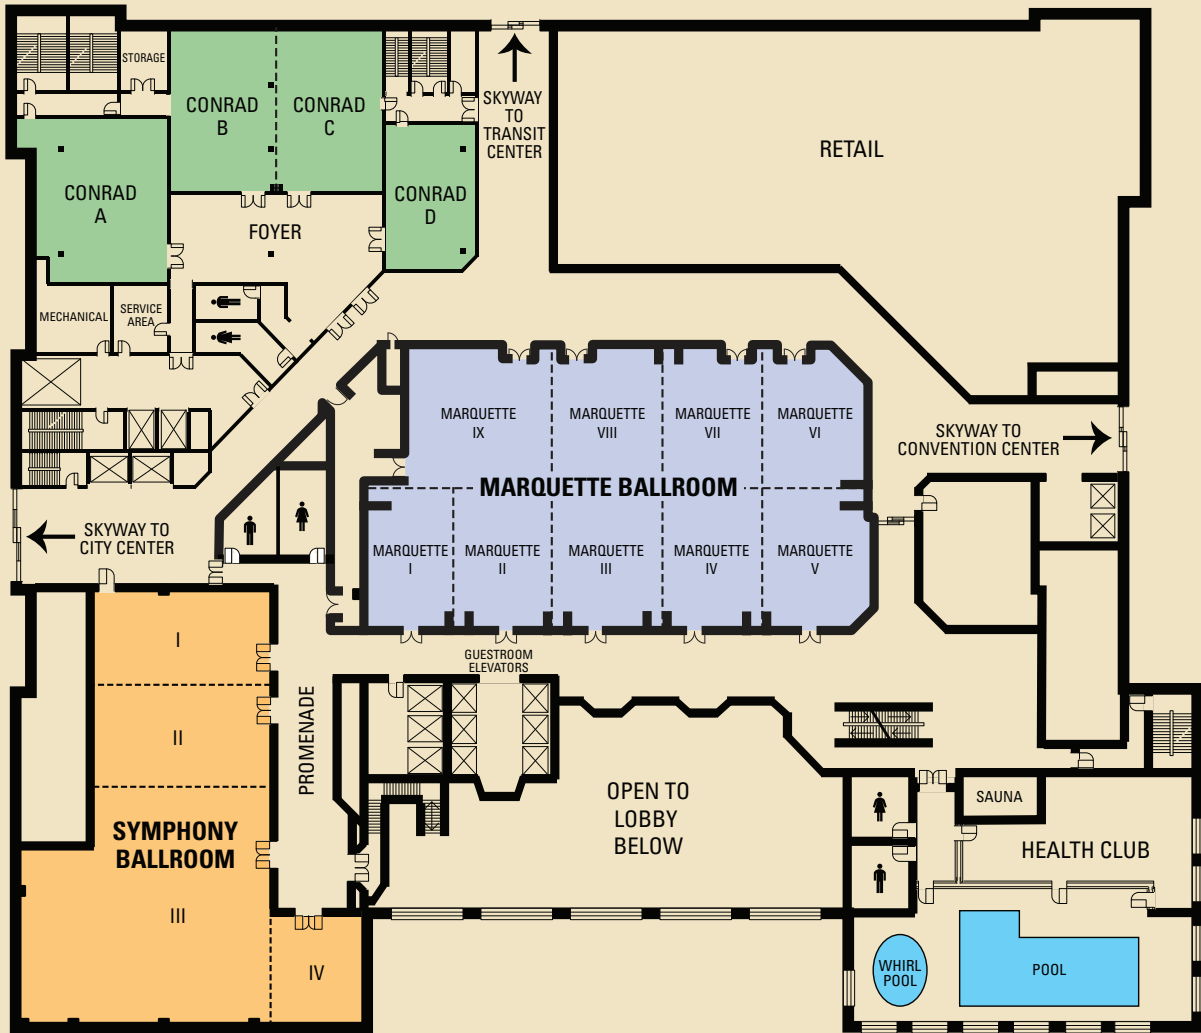 STORAGE
CONRAD
B
CONRAD
C
SKYWAY
TO
TRANSIT
CENTER
RETAIL
CONRAD
A
CONRAD
D
FOYER
MECHANICAL
SERVICE
AREA
MARQUETTE
IX
MARQUETTE
VIII
MARQUETTE
VII
MARQUETTE
VI
SKYWAY TO
CONVENTION CENTER
MARQUETTE BALLROOM
SKYWAY TO
CITY CENTER
MARQUETTE
I
MARQUETTE
II
MARQUETTE
III
MARQUETTE
IV
MARQUETTE
V
GUESTROOM
ELEVATORS
I
II
PROMENADE
SYMPHONY
BALLROOM
III
IV
OPEN TO
LOBBY
BELOW
SAUNA
HEALTH CLUB
WHIRL
POOL
POOL